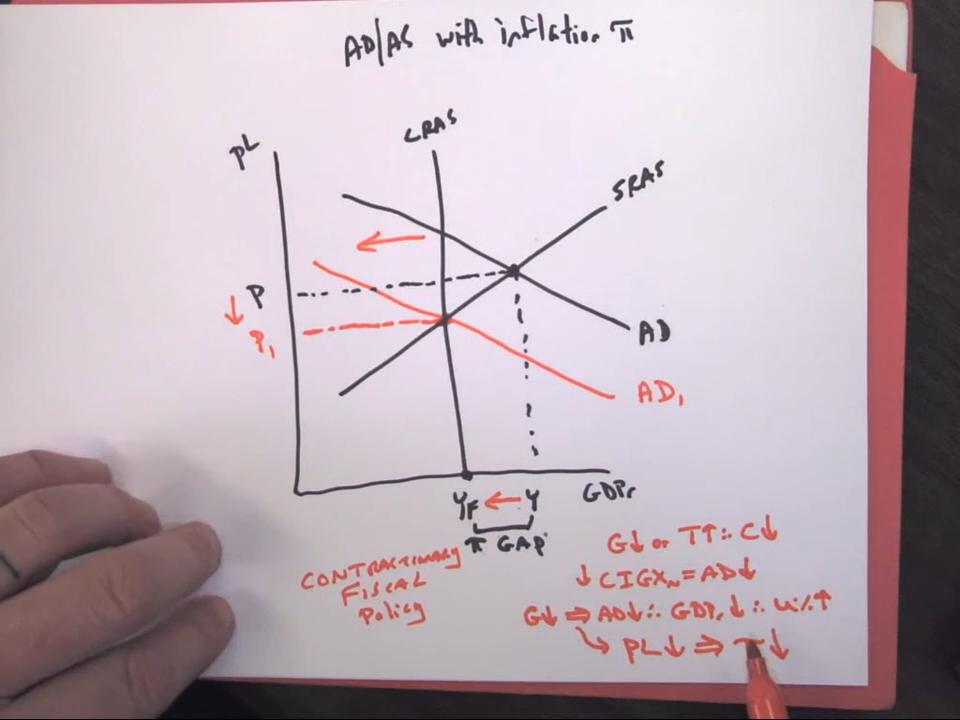 AD/AS with inflation π
LRAS
PL
SRAS
P
P₁
AD
AD₁
YF ← Y
GDPr
π GAP
CONTRACTIONARY
Fiscal
Policy
G↓ or T↑∴ C↓
↓ CIGXN = AD↓
G↓ ⇒ AD↓∴ GDPr↓∴ u%↑
↳ PL↓ ⇒ π↓